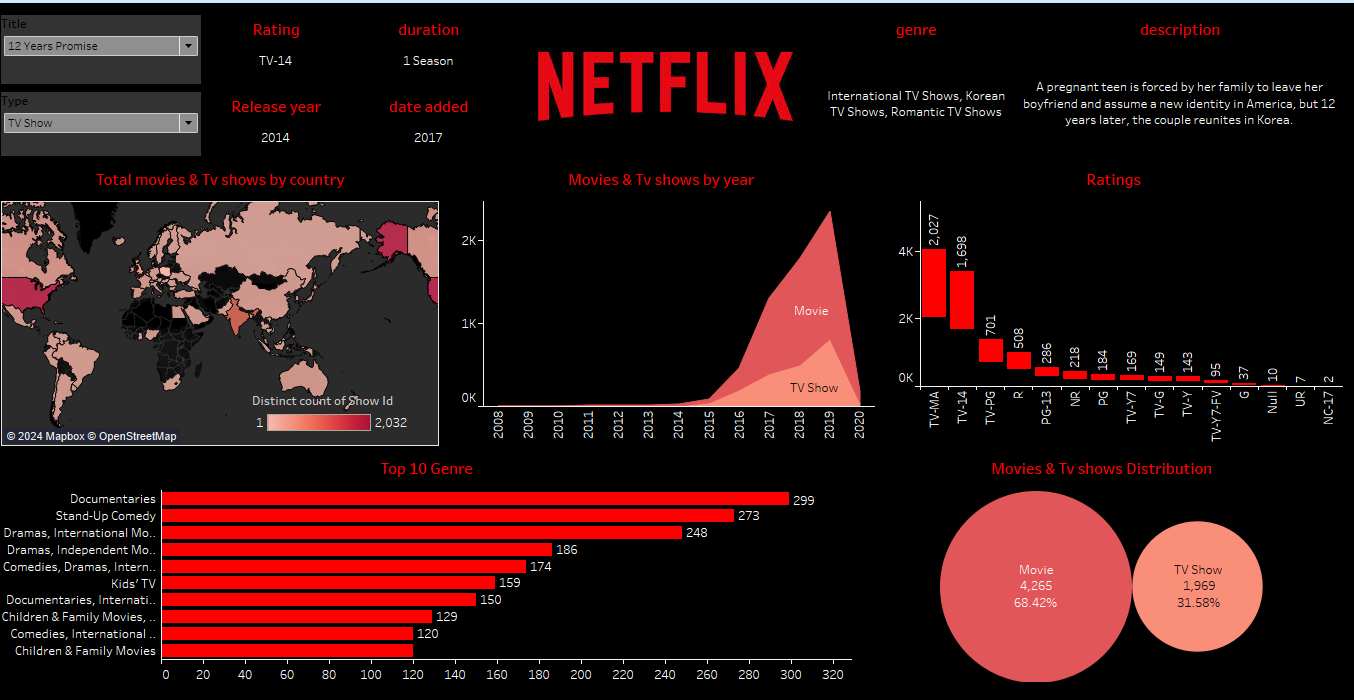 Title
12 Years Promise
Type
TV Show
Rating
TV-14
duration
1 Season
Release year
2014
date added
2017
NETFLIX
genre
International TV Shows, Korean
TV Shows, Romantic TV Shows
description
A pregnant teen is forced by her family to leave her
boyfriend and assume a new identity in America, but 12
years later, the couple reunites in Korea.
Total movies & Tv shows by country
Distinct count of Show Id
1 2,032
© 2024 Mapbox © OpenStreetMap
Movies & Tv shows by year
2K
1K
0K
Movie
TV Show
2008 2009 2010 2011 2012 2013 2014 2015 2016 2017 2018 2019 2020
Ratings
4K
2K
0K
2,027 1,698 701 508 286 218 184 169 149 143 95 37 10 7 2
TV-MA TV-14 TV-PG R PG-13 NR PG TV-Y7 TV-G TV-Y TV-Y7-FV G Null UR NC-17
Top 10 Genre
Documentaries 299
Stand-Up Comedy 273
Dramas, International Mo.. 248
Dramas, Independent Mo.. 186
Comedies, Dramas, Intern.. 174
Kids' TV 159
Documentaries, Internati.. 150
Children & Family Movies, .. 129
Comedies, International .. 120
Children & Family Movies
0 20 40 60 80 100 120 140 160 180 200 220 240 260 280 300 320
Movies & Tv shows Distribution
Movie
4,265
68.42%
TV Show
1,969
31.58%